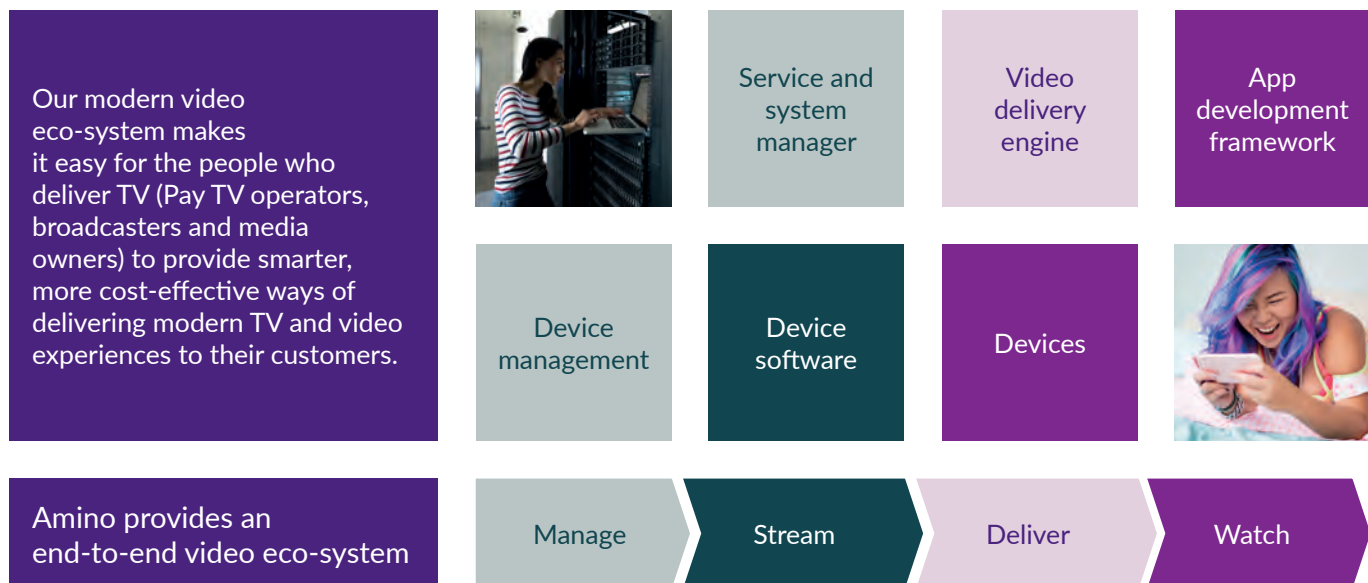 Our modern video
eco-system makes
it easy for the people who
deliver TV (Pay TV operators,
broadcasters and media
owners) to provide smarter,
more cost-effective ways of
delivering modern TV and video
experiences to their customers.
Service and
system
manager
Video
delivery
engine
App
development
framework
Device
management
Device
software
Devices
Amino provides an
end-to-end video eco-system
Manage
Stream
Deliver
Watch